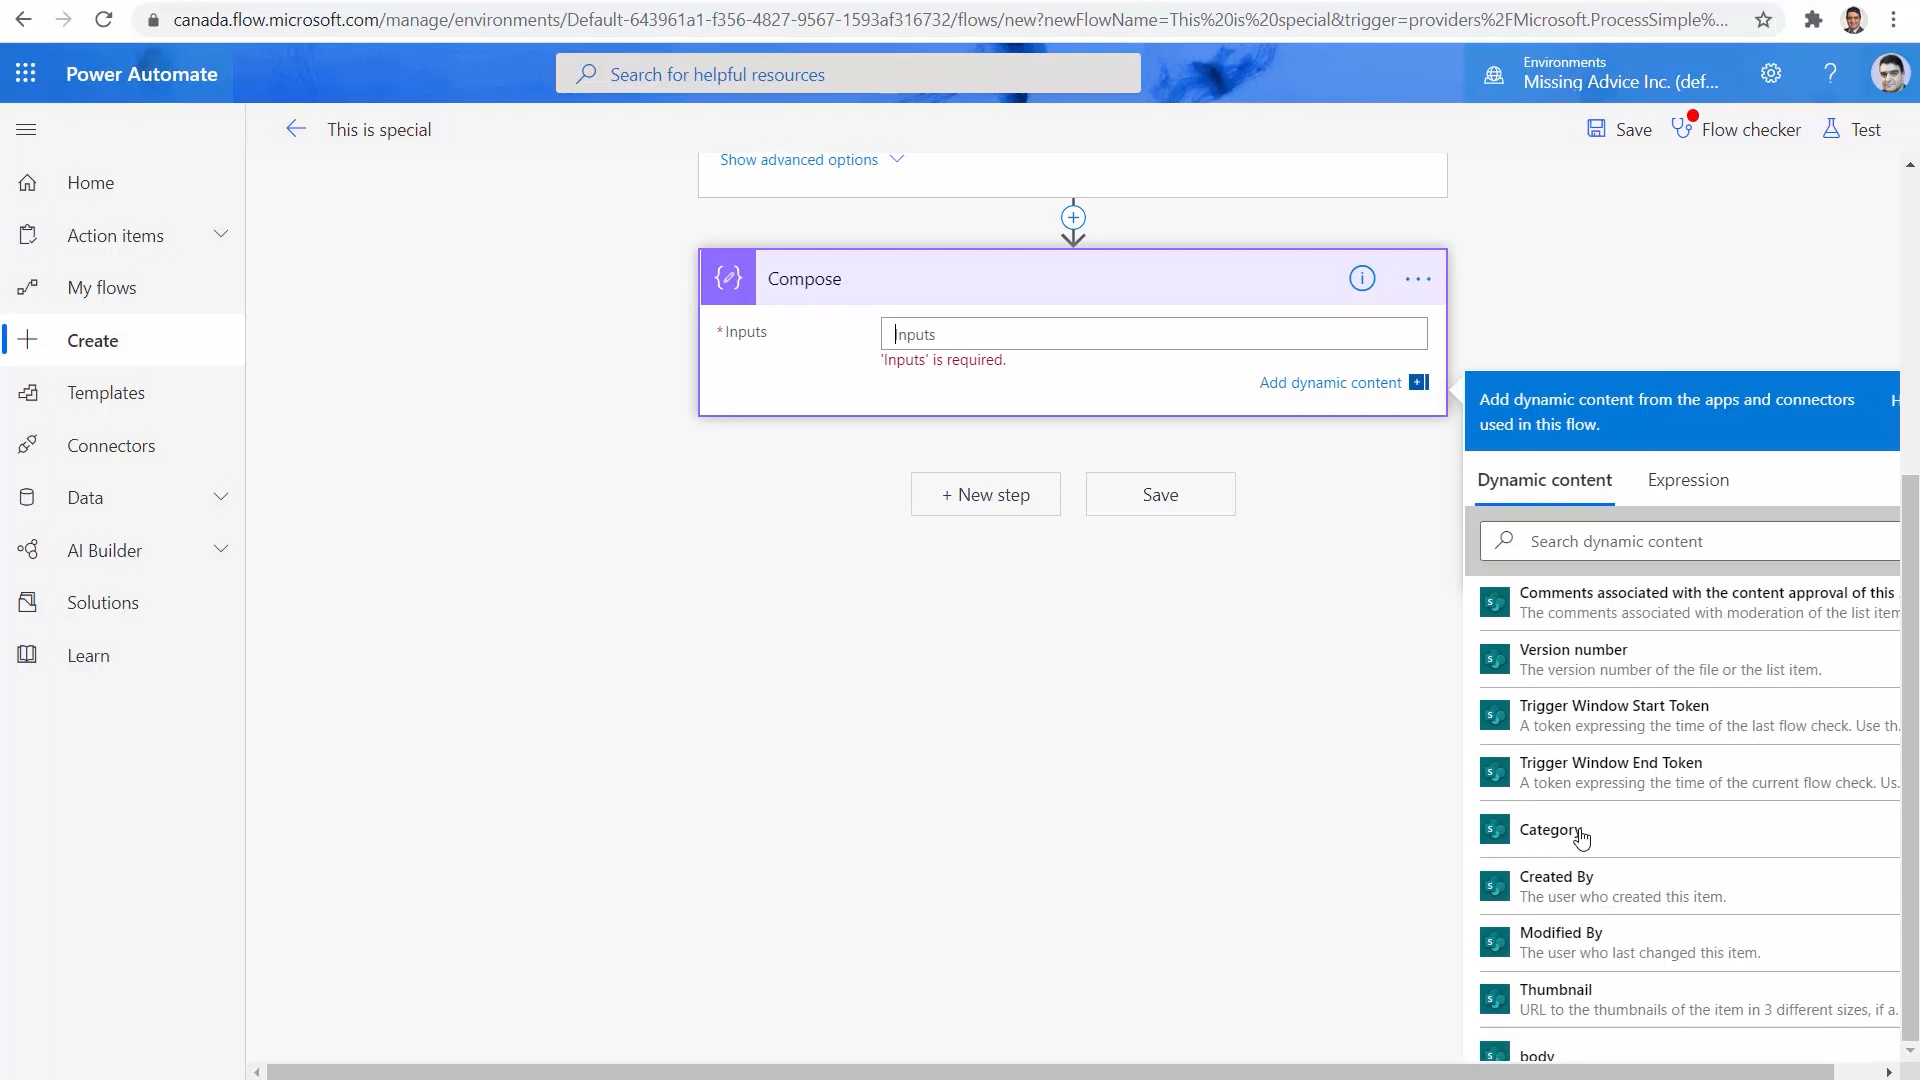 canada.flow.microsoft.com/manage/environments/Default-643961a1-f356-4827-9567-1593af316732/flows/new?newFlowName=This%20is%20special&trigger=providers%2FMicrosoft.ProcessSimple%...
Power Automate
Search for helpful resources
Environments
Missing Advice Inc. (def...
This is special
Save
Flow checker
Test
Home
Action items
My flows
Create
Templates
Connectors
Data
AI Builder
Solutions
Learn
Show advanced options
Compose
* Inputs
Inputs
'Inputs' is required.
Add dynamic content
+ New step
Save
Add dynamic content from the apps and connectors
used in this flow.
Dynamic content
Expression
Search dynamic content
Comments associated with the content approval of this
The comments associated with moderation of the list item
Version number
The version number of the file or the list item.
Trigger Window Start Token
A token expressing the time of the last flow check. Use th...
Trigger Window End Token
A token expressing the time of the current flow check. Us...
Category
Created By
The user who created this item.
Modified By
The user who last changed this item.
Thumbnail
URL to the thumbnails of the item in 3 different sizes, if a...
body